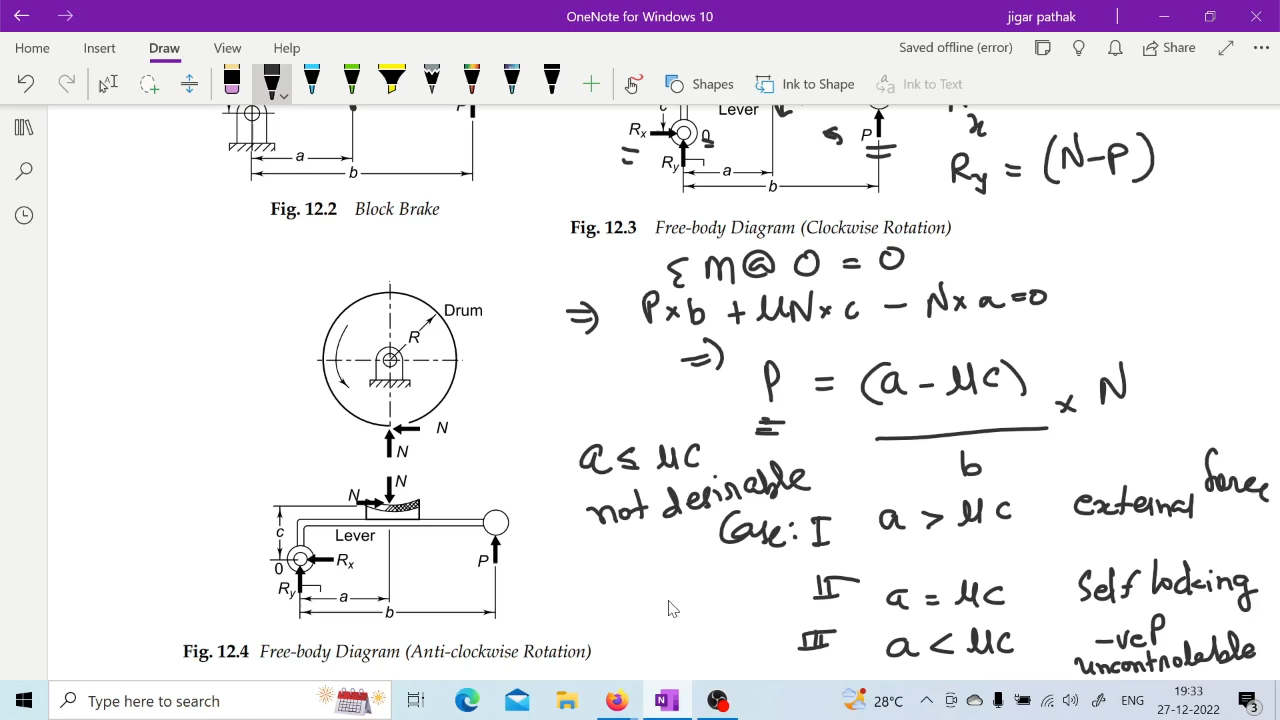 OneNote for Windows 10
jigar pathak
Home Insert Draw View Help
Saved offline (error)
Share
Shapes
Ink to Shape
Ink to Text
P
a
b
Fig. 12.2 Block Brake
c
Lever
Rx
0
Ry
P
a
b
x
Ry = (N-P)
Fig. 12.3 Free-body Diagram (Clockwise Rotation)
Σ M@ O = 0
⇒ P×b + μN×c - N×a=0
⇒ P = (a - μc) × N
b
Drum
R
N
N
N
N
c
Lever
0
Rx
Ry
P
a
b
Fig. 12.4 Free-body Diagram (Anti-clockwise Rotation)
a ≤ μc
not desirable
Case: I a > μc external force
II a = μc Self locking
III a < μc -ve P
uncontrolable
Type here to search
28°C
ENG
19:33
27-12-2022
3